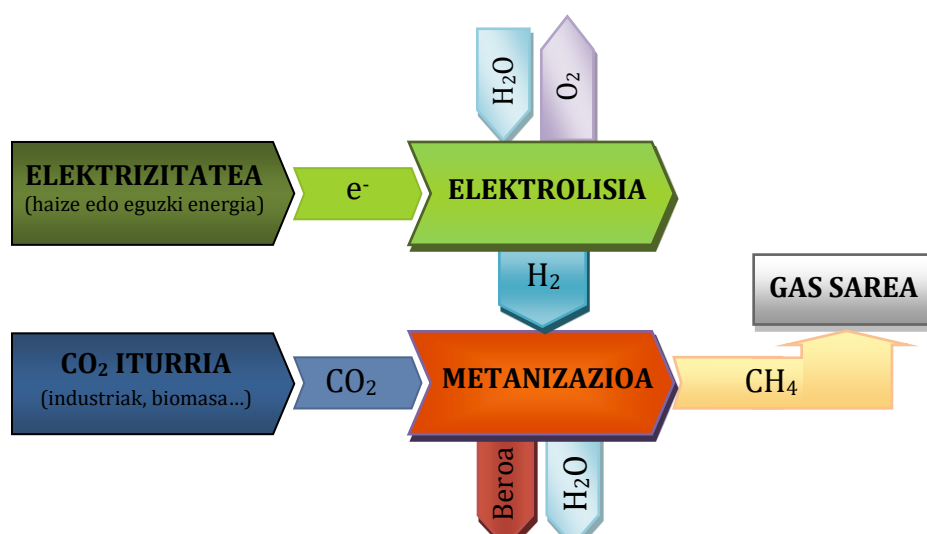 H₂O
O₂
ELEKTRIZITATEA
(haize edo eguzki energia)
e⁻
ELEKTROLISIA
H₂
GAS SAREA
CO₂ ITURRIA
(industriak, biomasa...)
CO₂
METANIZAZIOA
CH₄
Beroa
H₂O